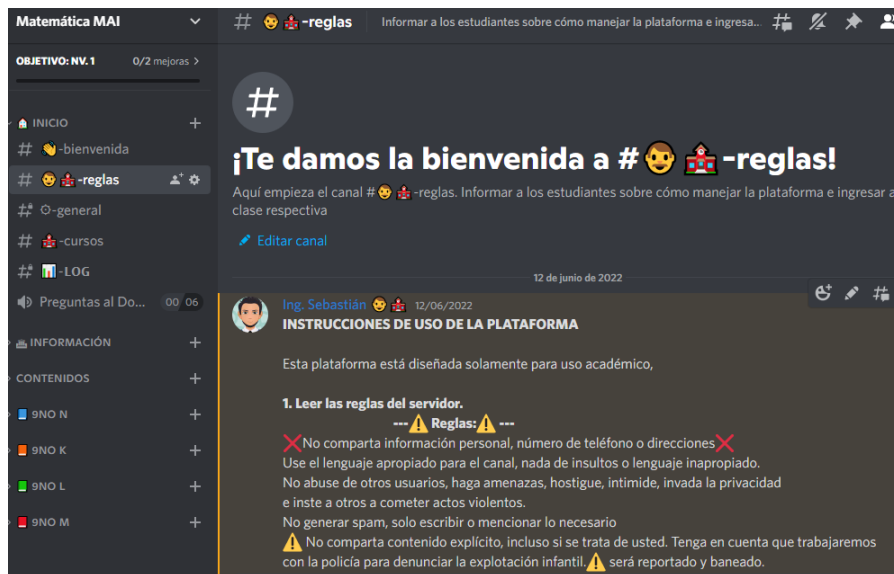 Matemática MAI
OBJETIVO: NV. 1 0/2 mejoras >
INICIO
-bienvenida
-reglas
-general
-cursos
-LOG
Preguntas al Do... 00 06
INFORMACIÓN
CONTENIDOS
9NO N
9NO K
9NO L
9NO M
# -reglas Informar a los estudiantes sobre cómo manejar la plataforma e ingresa...
¡Te damos la bienvenida a # -reglas!
Aquí empieza el canal # -reglas. Informar a los estudiantes sobre cómo manejar la plataforma e ingresar a
clase respectiva
Editar canal
12 de junio de 2022
Ing. Sebastián 12/06/2022
INSTRUCCIONES DE USO DE LA PLATAFORMA
Esta plataforma está diseñada solamente para uso académico,
1. Leer las reglas del servidor.
--- ⚠️ Reglas:⚠️ ---
❌No comparta información personal, número de teléfono o direcciones❌
Use el lenguaje apropiado para el canal, nada de insultos o lenguaje inapropiado.
No abuse de otros usuarios, haga amenazas, hostigue, intimide, invada la privacidad
e inste a otros a cometer actos violentos.
No generar spam, solo escribir o mencionar lo necesario
⚠️ No comparta contenido explícito, incluso si se trata de usted. Tenga en cuenta que trabajaremos
con la policía para denunciar la explotación infantil.⚠️ será reportado y baneado.